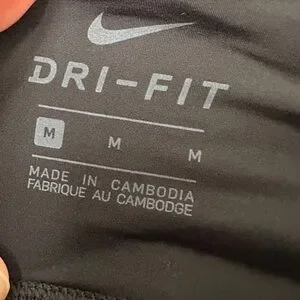 DRI-FIT
M M M
MADE IN CAMBODIA
FABRIQUE AU CAMBODGE